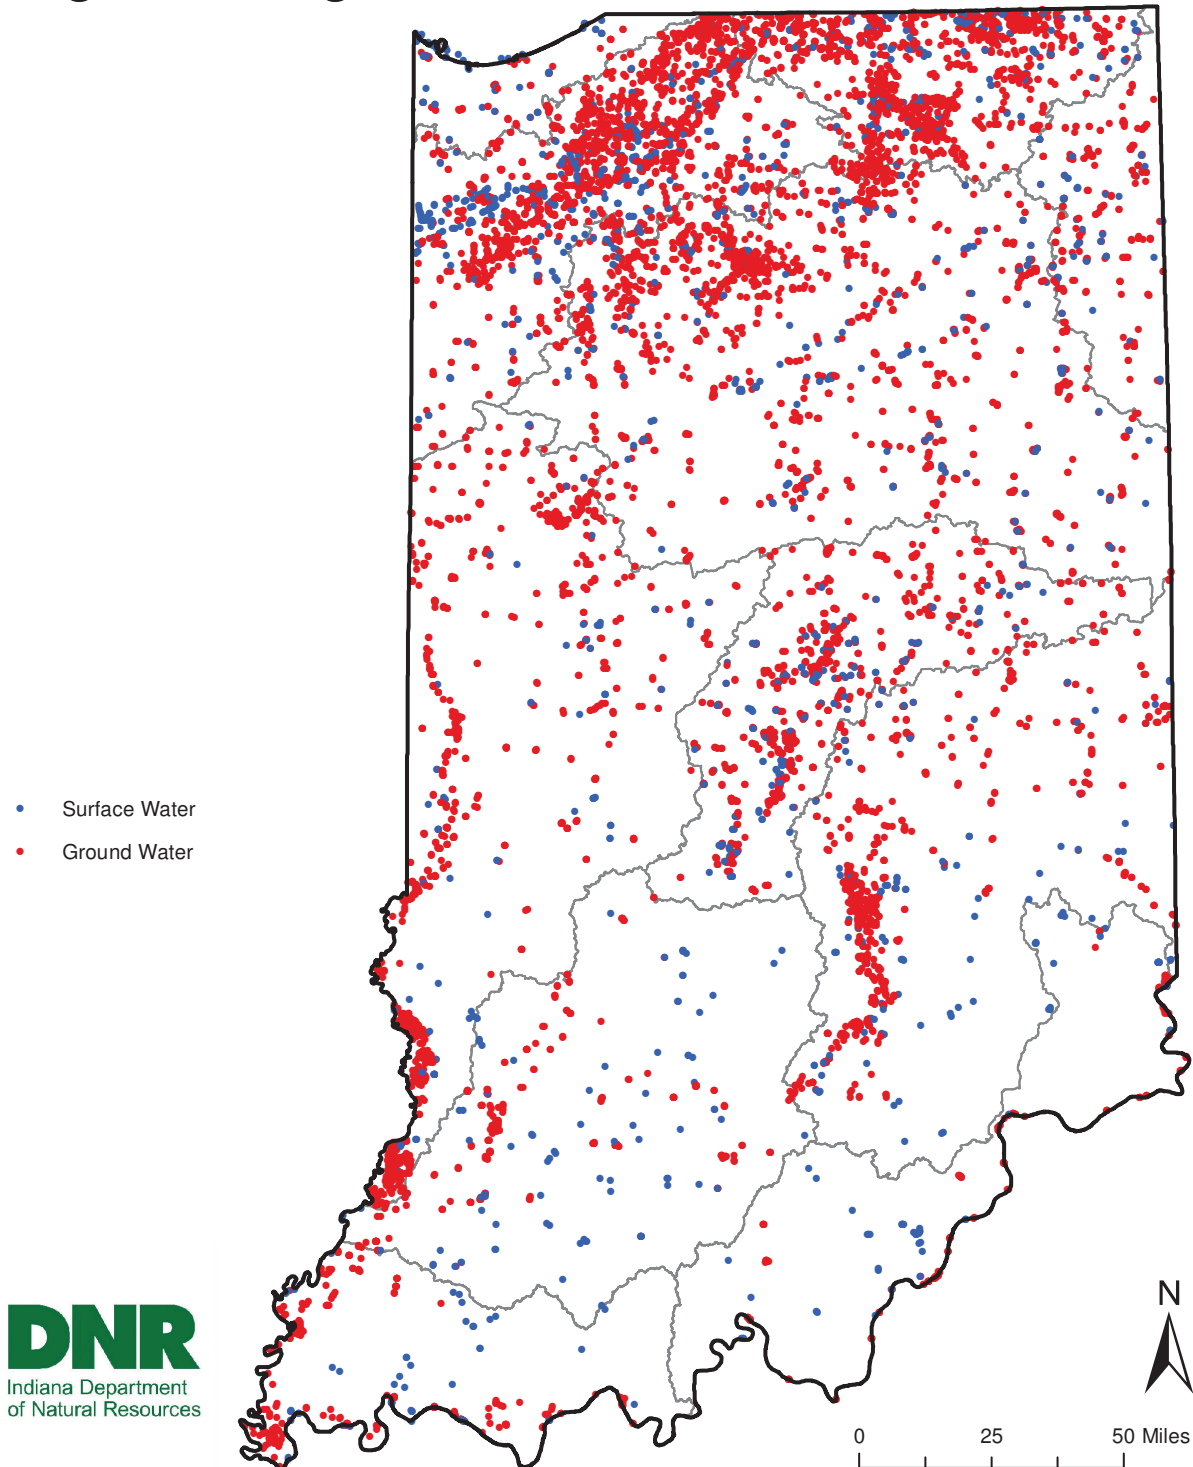 Surface Water
Ground Water
DNR
Indiana Department
of Natural Resources
N
0 25 50 Miles